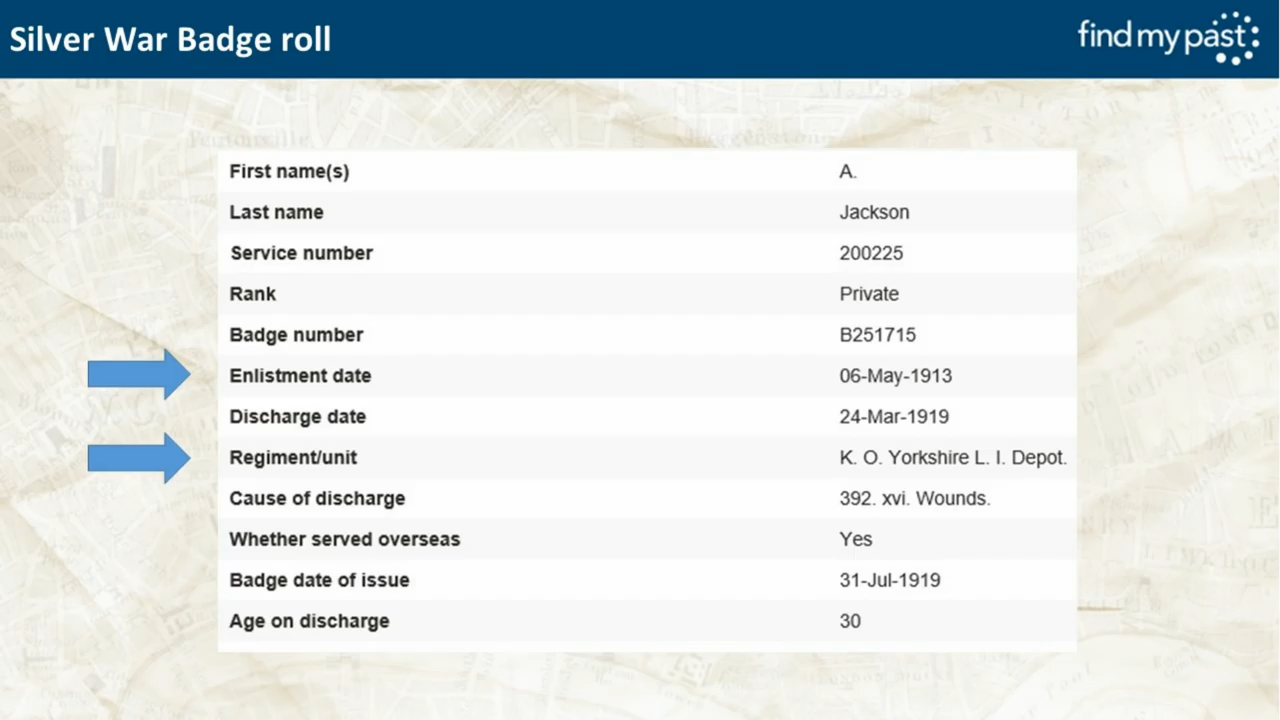 Silver War Badge roll
findmypast
First name(s) A.
Last name Jackson
Service number 200225
Rank Private
Badge number B251715
Enlistment date 06-May-1913
Discharge date 24-Mar-1919
Regiment/unit K. O. Yorkshire L. I. Depot.
Cause of discharge 392. xvi. Wounds.
Whether served overseas Yes
Badge date of issue 31-Jul-1919
Age on discharge 30